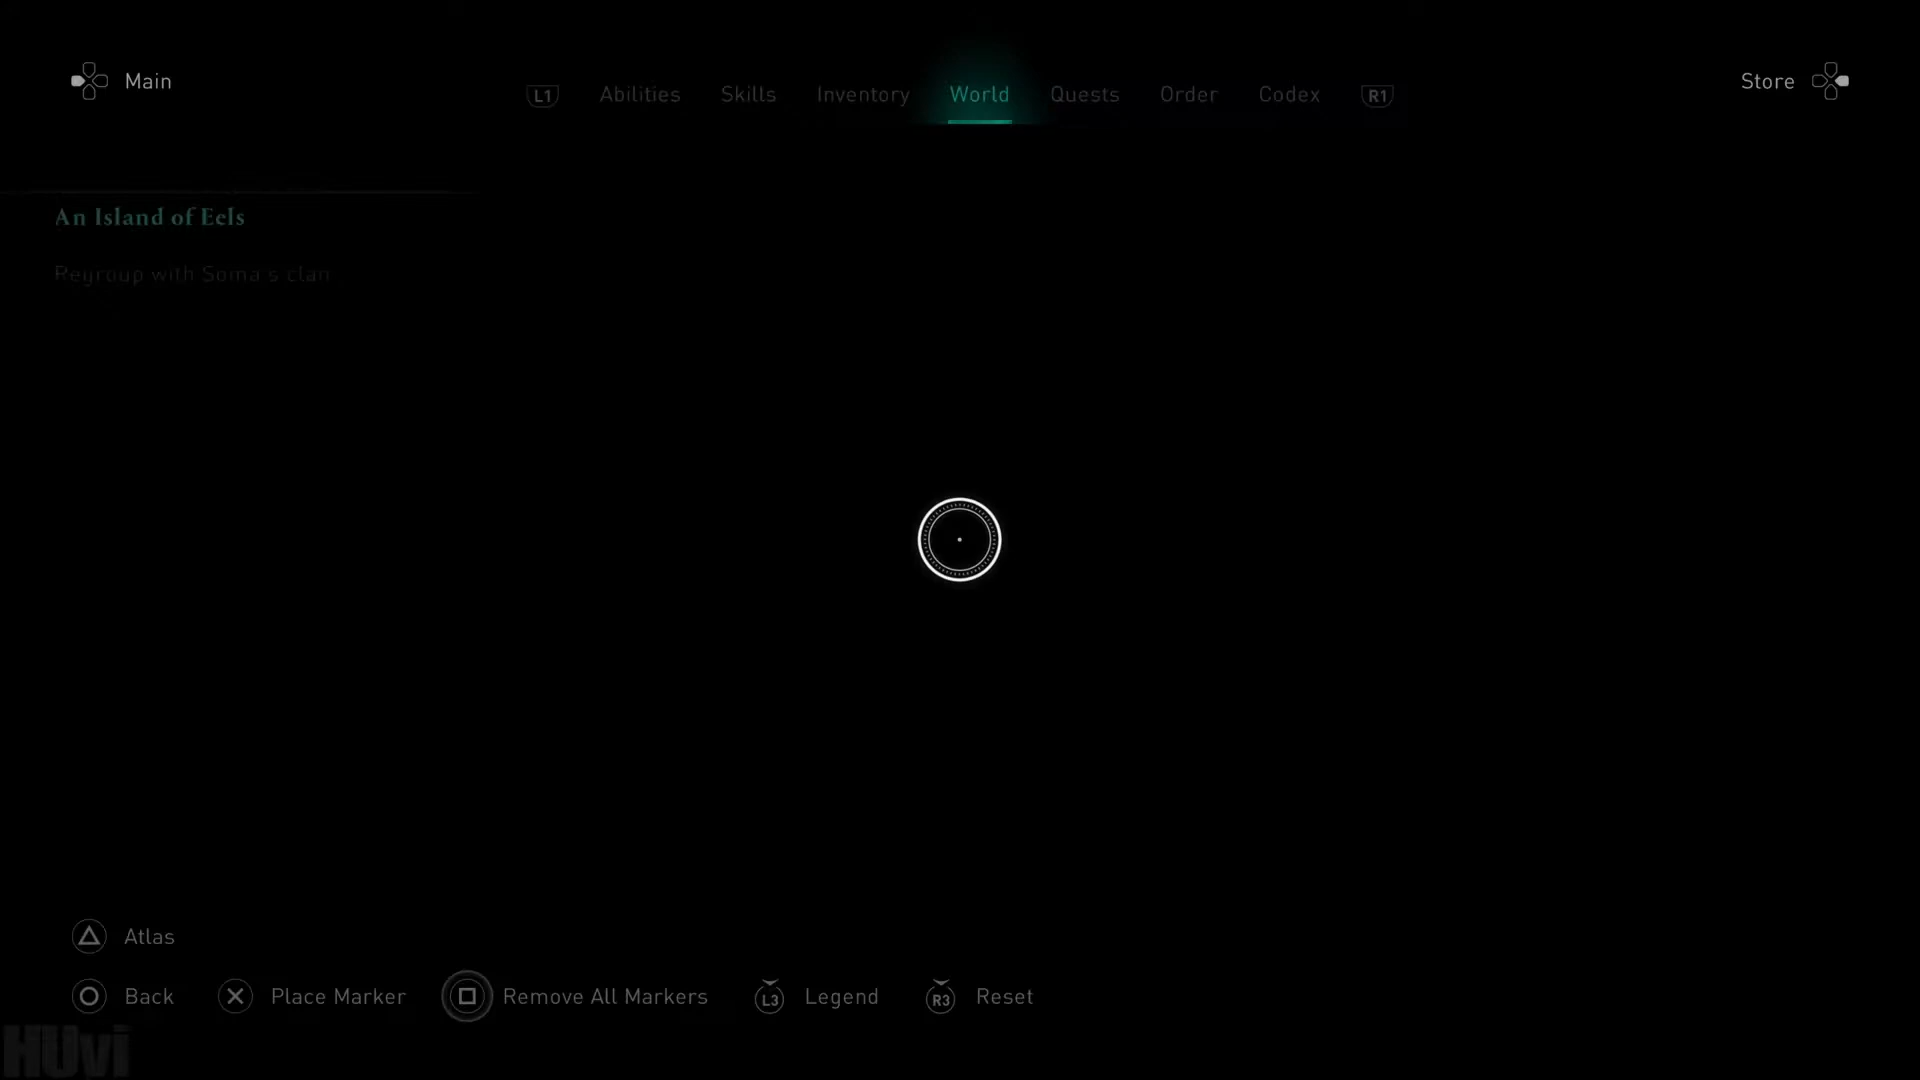 Main
L1 Abilities Skills Inventory World Quests Order Codex R1
Store
An Island of Eels
Regroup with Soma's clan
Atlas
Back Place Marker Remove All Markers L3 Legend R3 Reset
HUvi